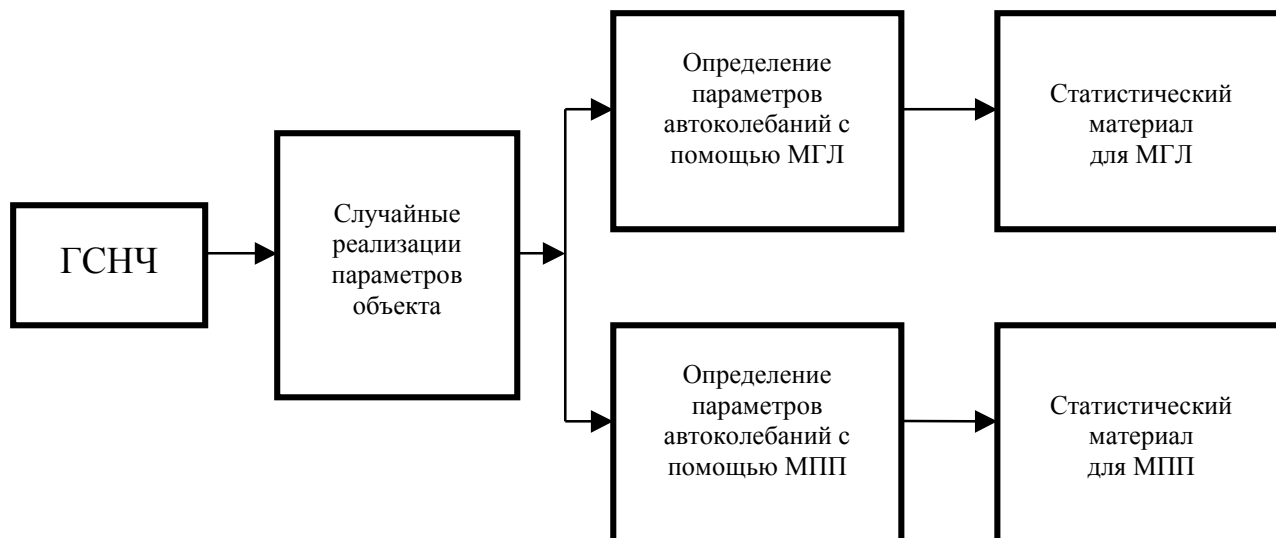 ГСНЧ
Случайные
реализации
параметров
объекта
Определение
параметров
автоколебаний с
помощью МГЛ
Статистический
материал
для МГЛ
Определение
параметров
автоколебаний с
помощью МПП
Статистический
материал
для МПП